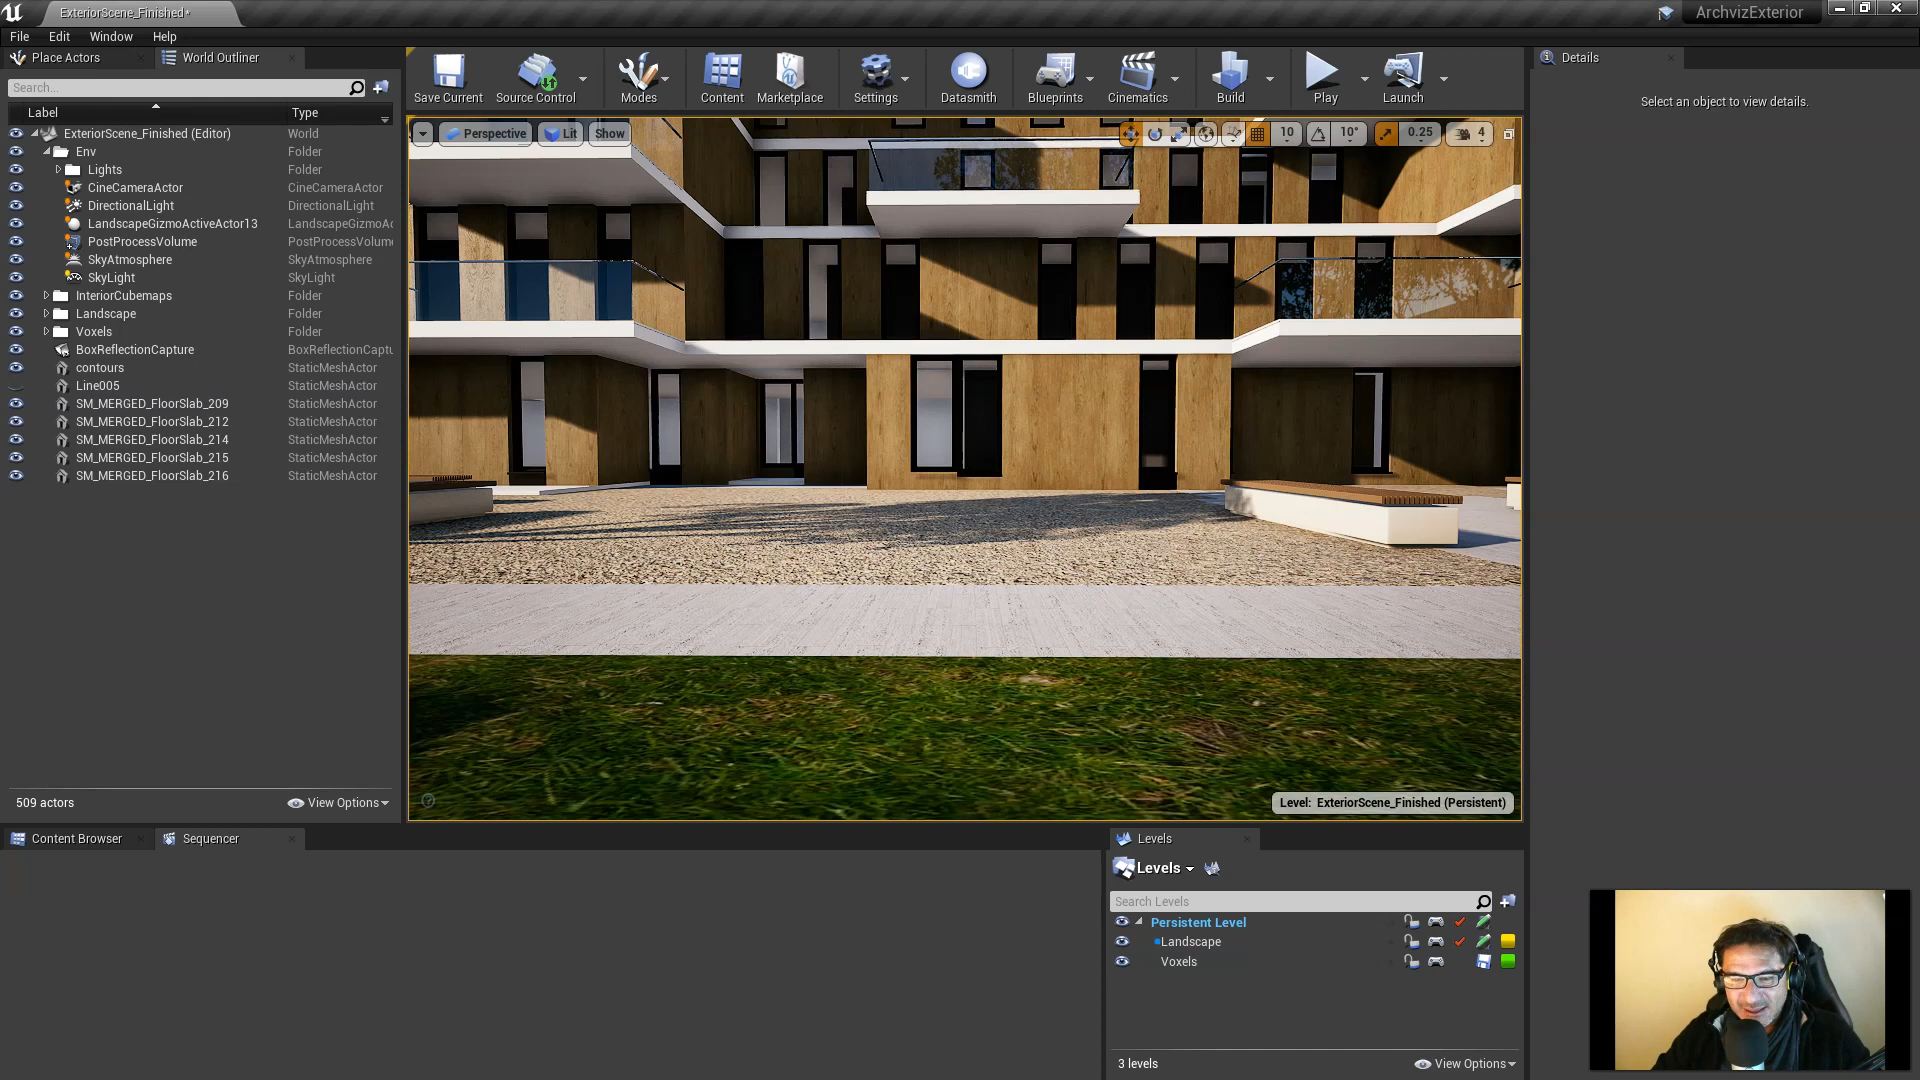 ExteriorScene_Finished*
ArchvizExterior
File Edit Window Help
Place Actors
World Outliner
Search...
Label Type
ExteriorScene_Finished (Editor) World
Env Folder
Lights Folder
CineCameraActor CineCameraActor
DirectionalLight DirectionalLight
LandscapeGizmoActiveActor13 LandscapeGizmoAc
PostProcessVolume PostProcessVolume
SkyAtmosphere SkyAtmosphere
SkyLight SkyLight
InteriorCubemaps Folder
Landscape Folder
Voxels Folder
BoxReflectionCapture BoxReflectionCaptu
contours StaticMeshActor
Line005 StaticMeshActor
SM_MERGED_FloorSlab_209 StaticMeshActor
SM_MERGED_FloorSlab_212 StaticMeshActor
SM_MERGED_FloorSlab_214 StaticMeshActor
SM_MERGED_FloorSlab_215 StaticMeshActor
SM_MERGED_FloorSlab_216 StaticMeshActor
509 actors
View Options
Save Current Source Control Modes Content Marketplace Settings Datasmith Blueprints Cinematics Build Play Launch
Perspective Lit Show
10 10° 0.25 4
Level: ExteriorScene_Finished (Persistent)
Details
Select an object to view details.
Content Browser
Sequencer
Levels
Levels
Search Levels
Persistent Level
Landscape
Voxels
3 levels
View Options